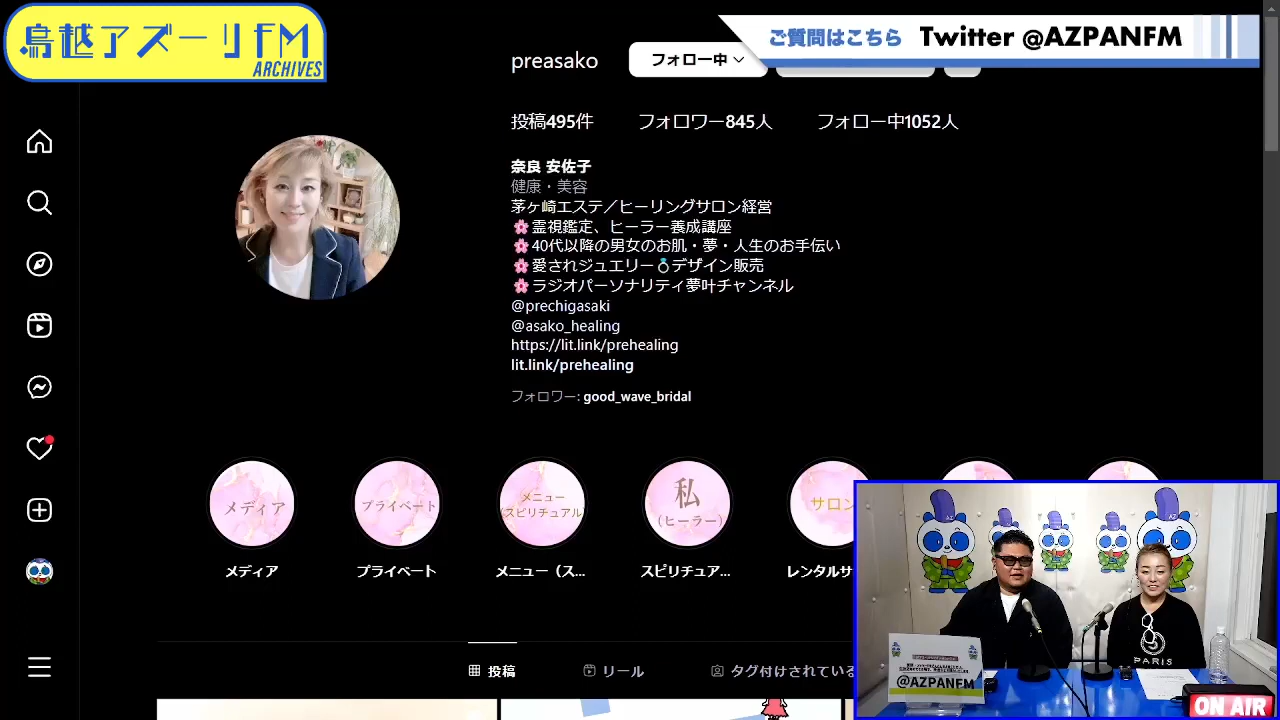 鳥越アズーリFM
ARCHIVES
ご質問はこちら Twitter @AZPANFM
preasako フォロー中
投稿495件 フォロワー845人 フォロー中1052人
奈良 安佐子
健康・美容
茅ヶ崎エステ／ヒーリングサロン経営
🌸霊視鑑定、ヒーラー養成講座
🌸40代以降の男女のお肌・夢・人生のお手伝い
🌸愛されジュエリー💍デザイン販売
🌸ラジオパーソナリティ夢叶チャンネル
@prechigasaki
@asako_healing
https://lit.link/prehealing
lit.link/prehealing
フォロワー: good_wave_bridal
メディア
プライベート
メニュー
(スピリチュアル)
私
(ヒーラー)
サロン
メディア プライベート メニュー（ス... スピリチュア... レンタルサ
投稿 リール タグ付けされている
PARIS
@AZPANFM
ON AIR